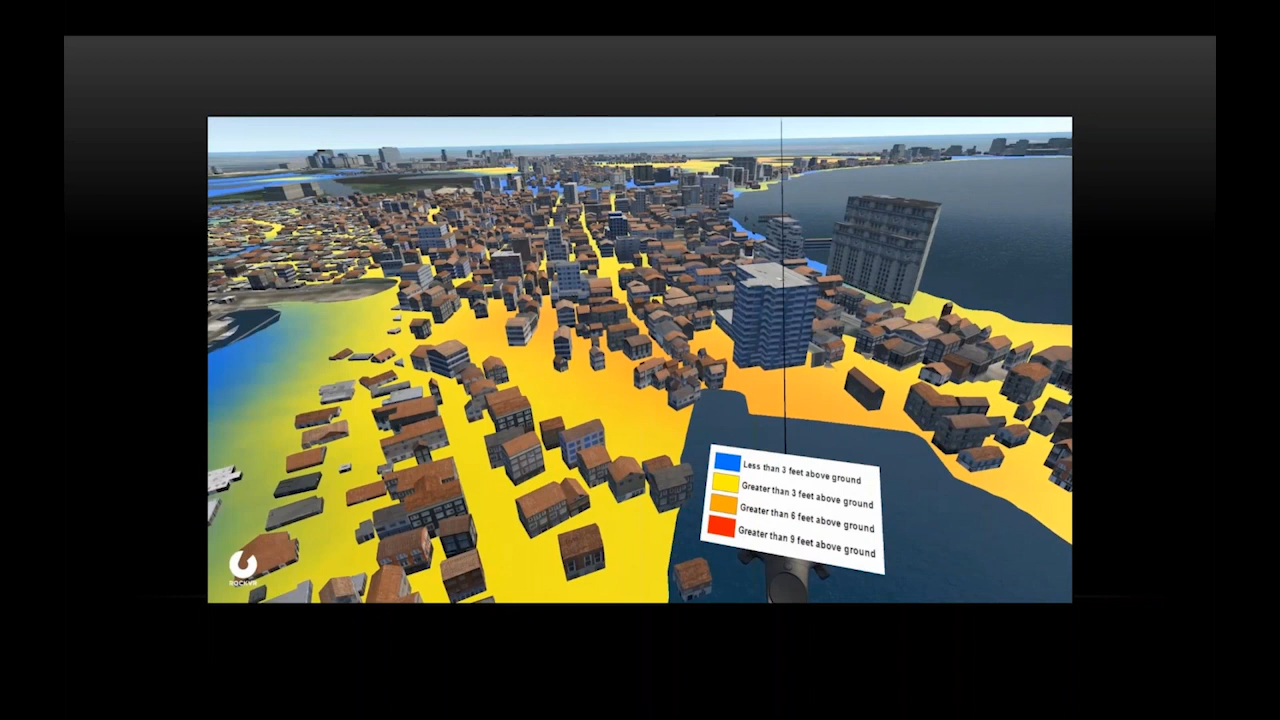 Less than 3 feet above ground
Greater than 3 feet above ground
Greater than 6 feet above ground
Greater than 9 feet above ground
ROCKVR